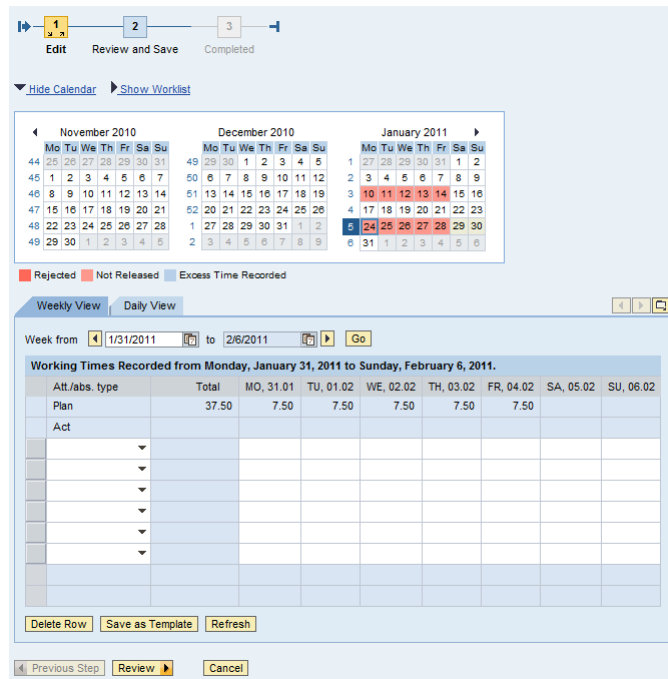 1 2 3
Edit Review and Save Completed
Hide Calendar Show Worklist
November 2010 December 2010 January 2011
Mo Tu We Th Fr Sa Su Mo Tu We Th Fr Sa Su Mo Tu We Th Fr Sa Su
44 25 26 27 28 29 30 31 49 29 30 1 2 3 4 5 1 27 28 29 30 31 1 2
45 1 2 3 4 5 6 7 50 6 7 8 9 10 11 12 2 3 4 5 6 7 8 9
46 8 9 10 11 12 13 14 51 13 14 15 16 17 18 19 3 10 11 12 13 14 15 16
47 15 16 17 18 19 20 21 52 20 21 22 23 24 25 26 4 17 18 19 20 21 22 23
48 22 23 24 25 26 27 28 1 27 28 29 30 31 1 2 5 24 25 26 27 28 29 30
49 29 30 1 2 3 4 5 2 3 4 5 6 7 8 9 6 31 1 2 3 4 5 6
Rejected Not Released Excess Time Recorded
Weekly View Daily View
Week from 1/31/2011 to 2/6/2011 Go
Working Times Recorded from Monday, January 31, 2011 to Sunday, February 6, 2011.
Att./abs. type Total MO, 31.01 TU, 01.02 WE, 02.02 TH, 03.02 FR, 04.02 SA, 05.02 SU, 06.02
Plan 37.50 7.50 7.50 7.50 7.50 7.50
Act
Delete Row Save as Template Refresh
Previous Step Review Cancel